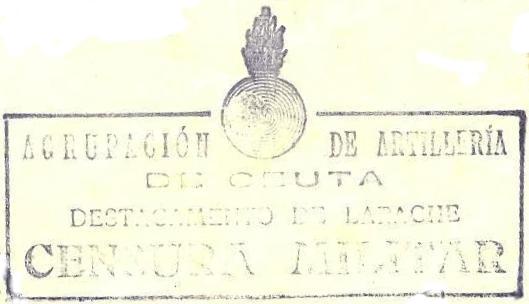 AGRUPACIÓN DE ARTILLERÍA
DE CEUTA
DESTACAMENTO DE LARACHE
CENSURA MILITAR